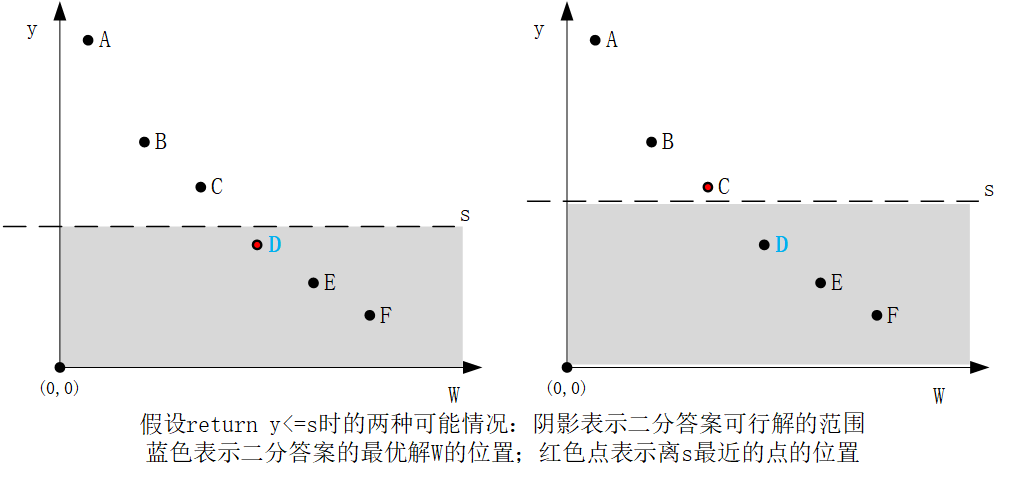 y
A
B
C
s
D
E
F
(0,0)
W
y
A
B
C
s
D
E
F
(0,0)
W
假设return y<=s时的两种可能情况：阴影表示二分答案可行解的范围
蓝色表示二分答案的最优解W的位置；红色点表示离s最近的点的位置